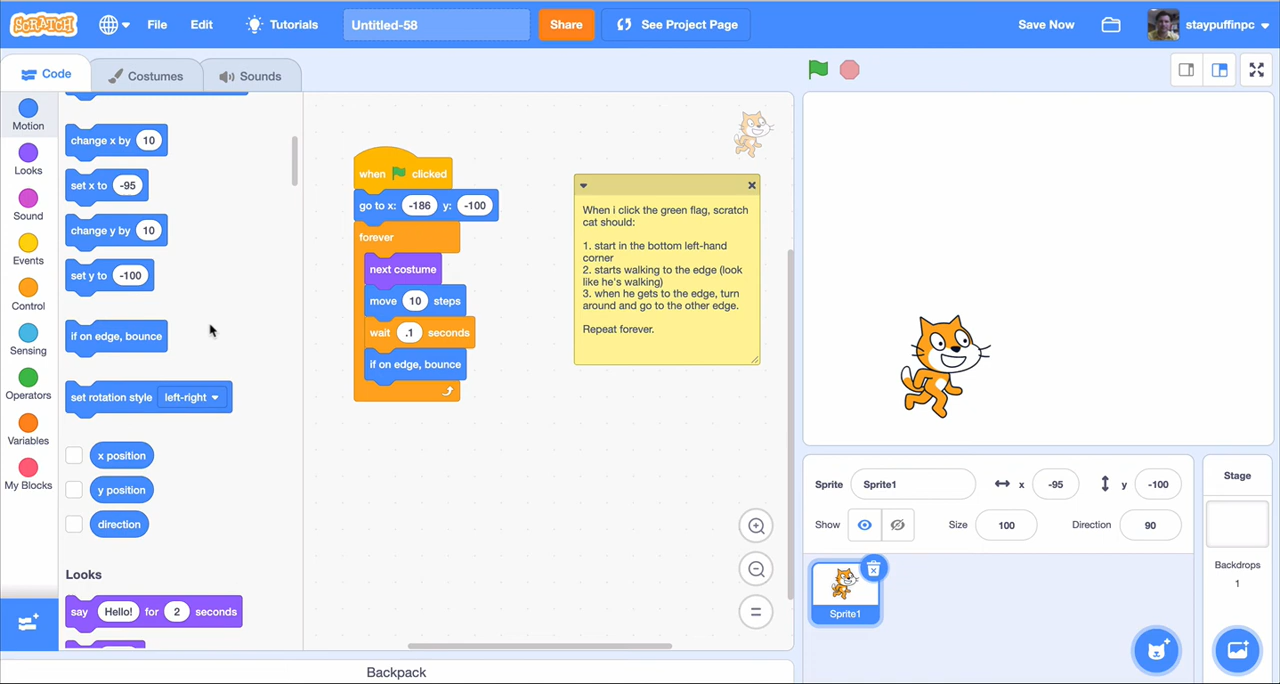 SCRATCH
File
Edit
Tutorials
Untitled-58
Share
See Project Page
Save Now
staypuffinpc
Code
Costumes
Sounds
Motion
Looks
Sound
Events
Control
Sensing
Operators
Variables
My Blocks
change x by 10
set x to -95
change y by 10
set y to -100
if on edge, bounce
set rotation style left-right
x position
y position
direction
Looks
say Hello! for 2 seconds
when clicked
go to x: -186 y: -100
forever
next costume
move 10 steps
wait .1 seconds
if on edge, bounce
When i click the green flag, scratch
cat should:
1. start in the bottom left-hand
corner
2. starts walking to the edge (look
like he's walking)
3. when he gets to the edge, turn
around and go to the other edge.
Repeat forever.
Backpack
Sprite Sprite1 x -95 y -100
Show Size 100 Direction 90
Sprite1
Stage
Backdrops
1